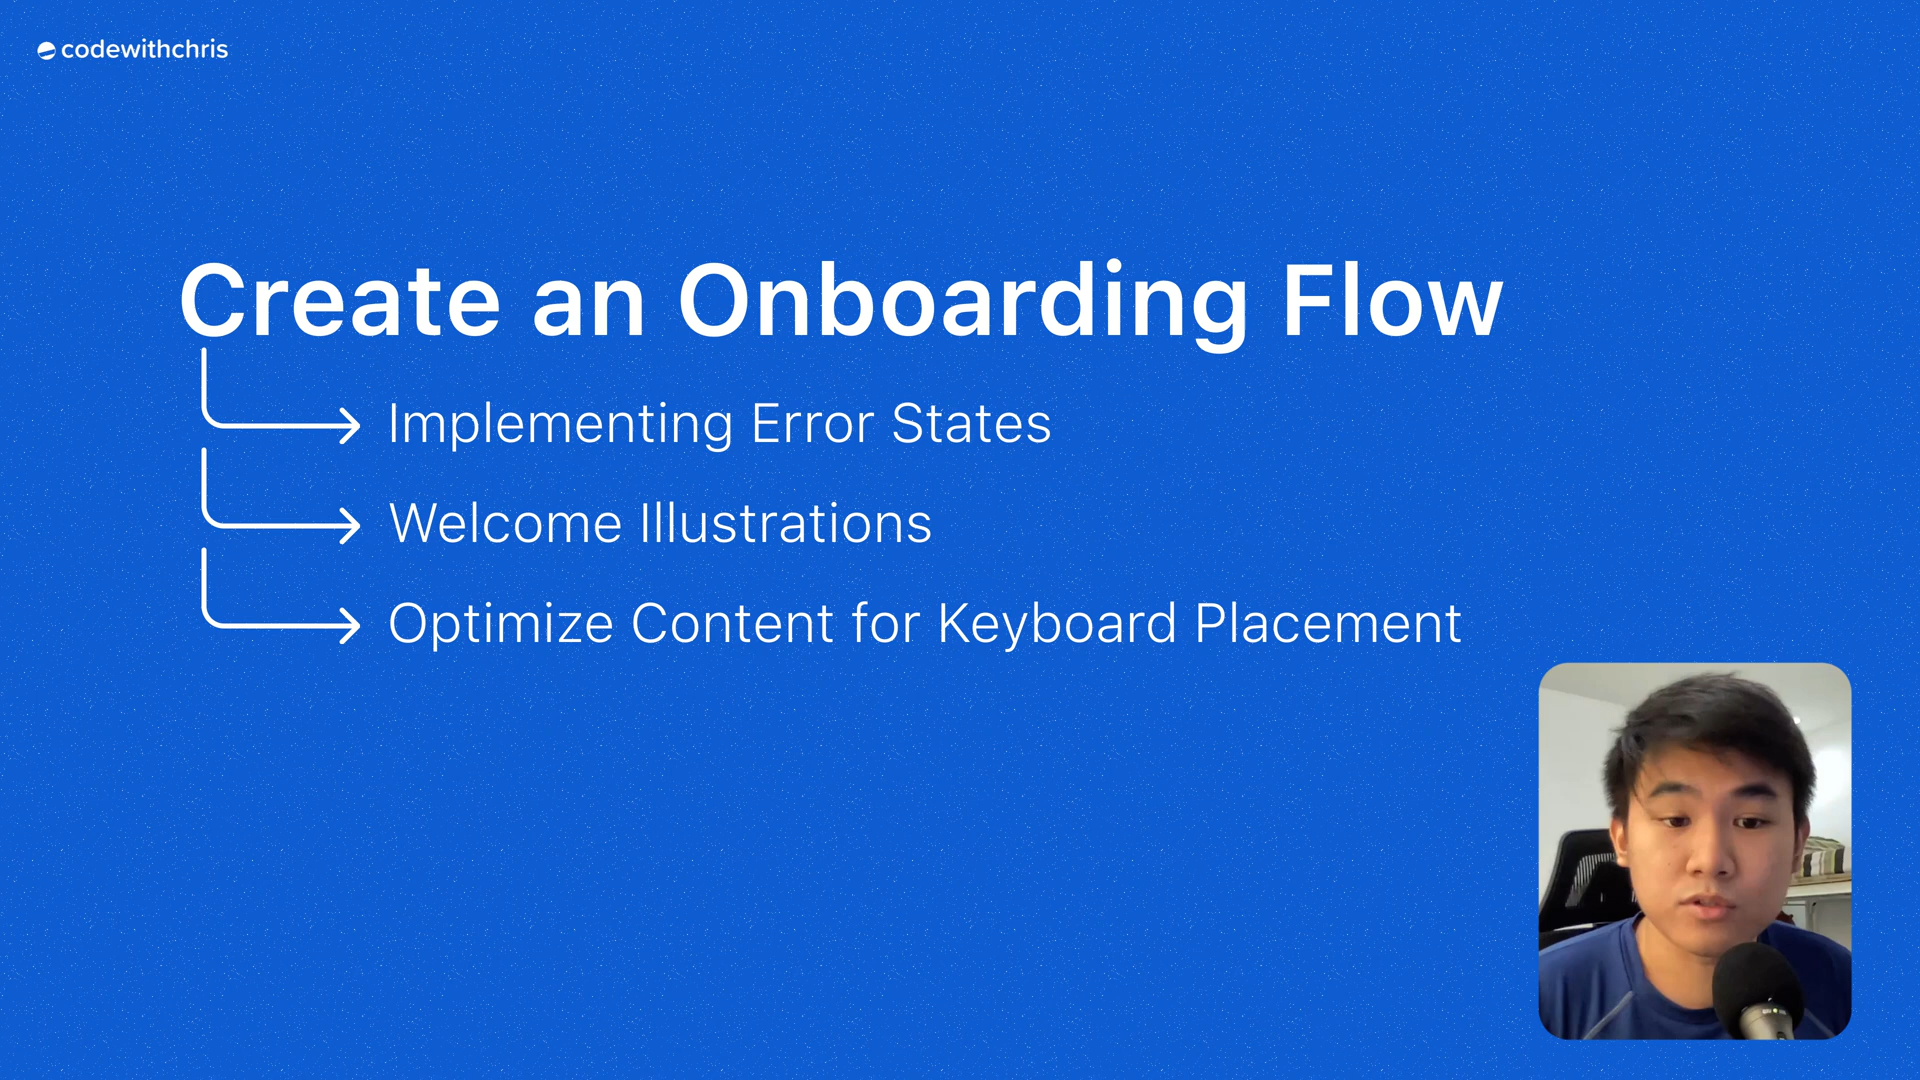 codewithchris
Create an Onboarding Flow
Implementing Error States
Welcome Illustrations
Optimize Content for Keyboard Placement